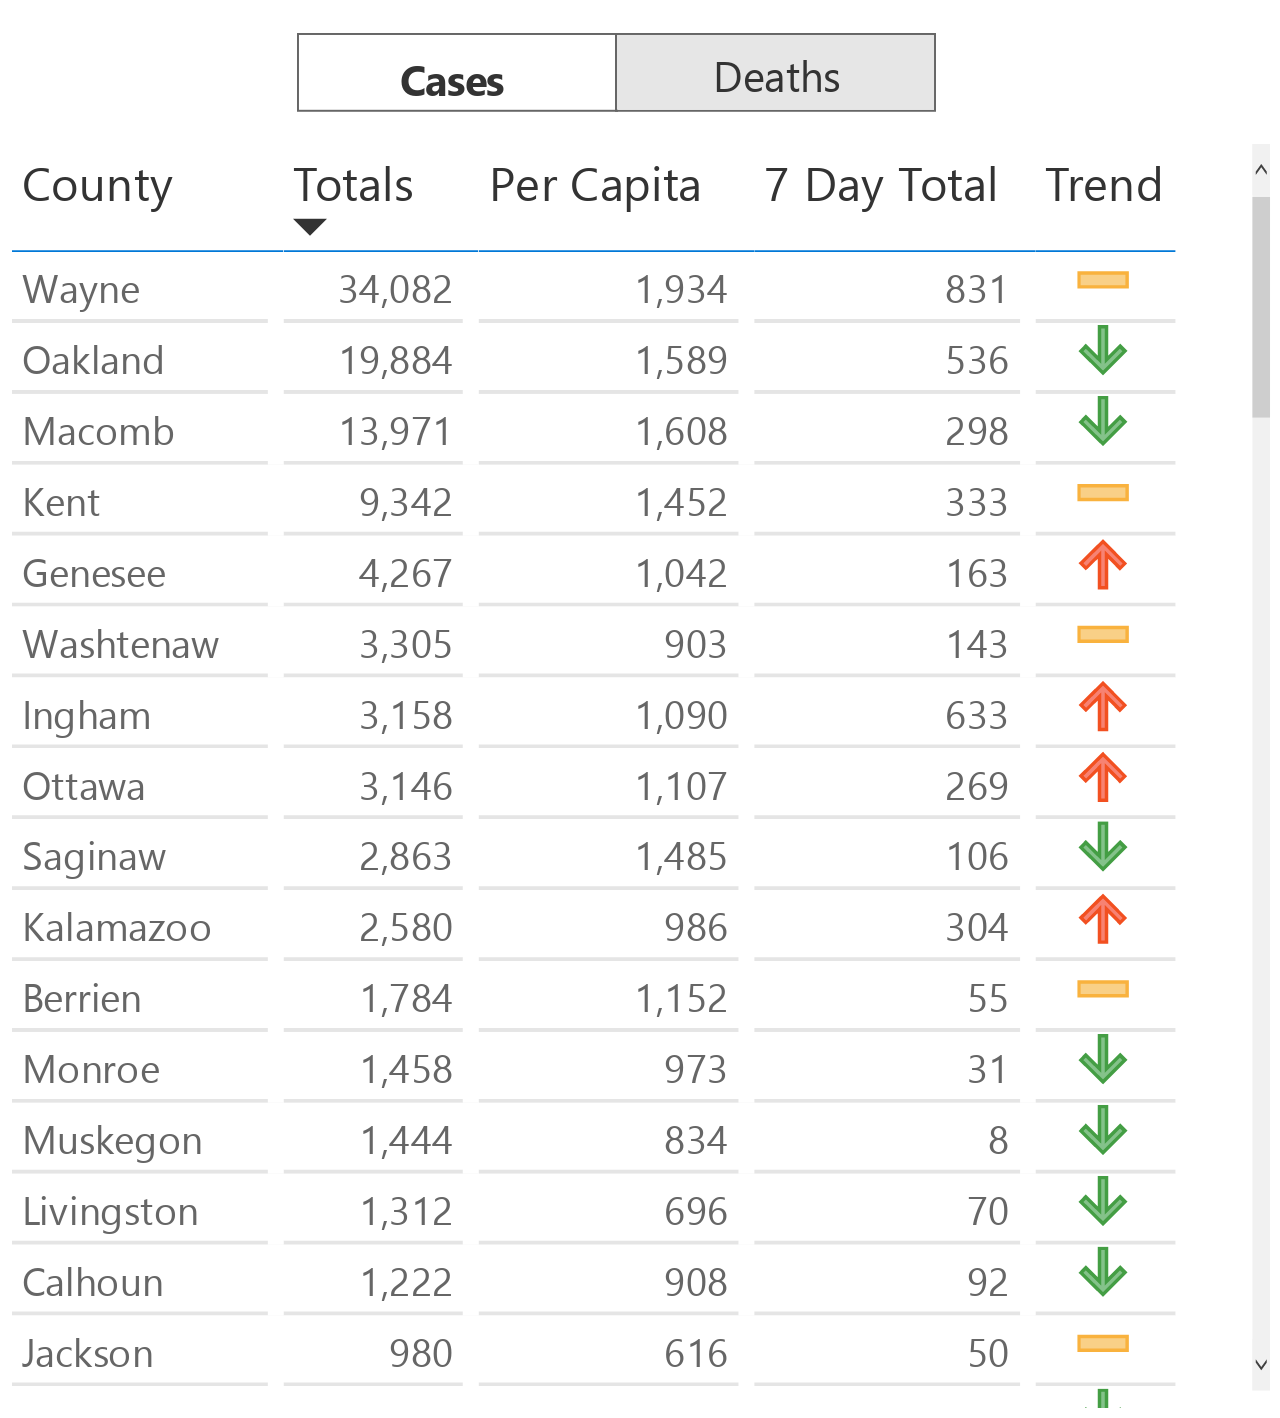 Cases Deaths
County Totals Per Capita 7 Day Total Trend
Wayne 34,082 1,934 831
Oakland 19,884 1,589 536
Macomb 13,971 1,608 298
Kent 9,342 1,452 333
Genesee 4,267 1,042 163
Washtenaw 3,305 903 143
Ingham 3,158 1,090 633
Ottawa 3,146 1,107 269
Saginaw 2,863 1,485 106
Kalamazoo 2,580 986 304
Berrien 1,784 1,152 55
Monroe 1,458 973 31
Muskegon 1,444 834 8
Livingston 1,312 696 70
Calhoun 1,222 908 92
Jackson 980 616 50